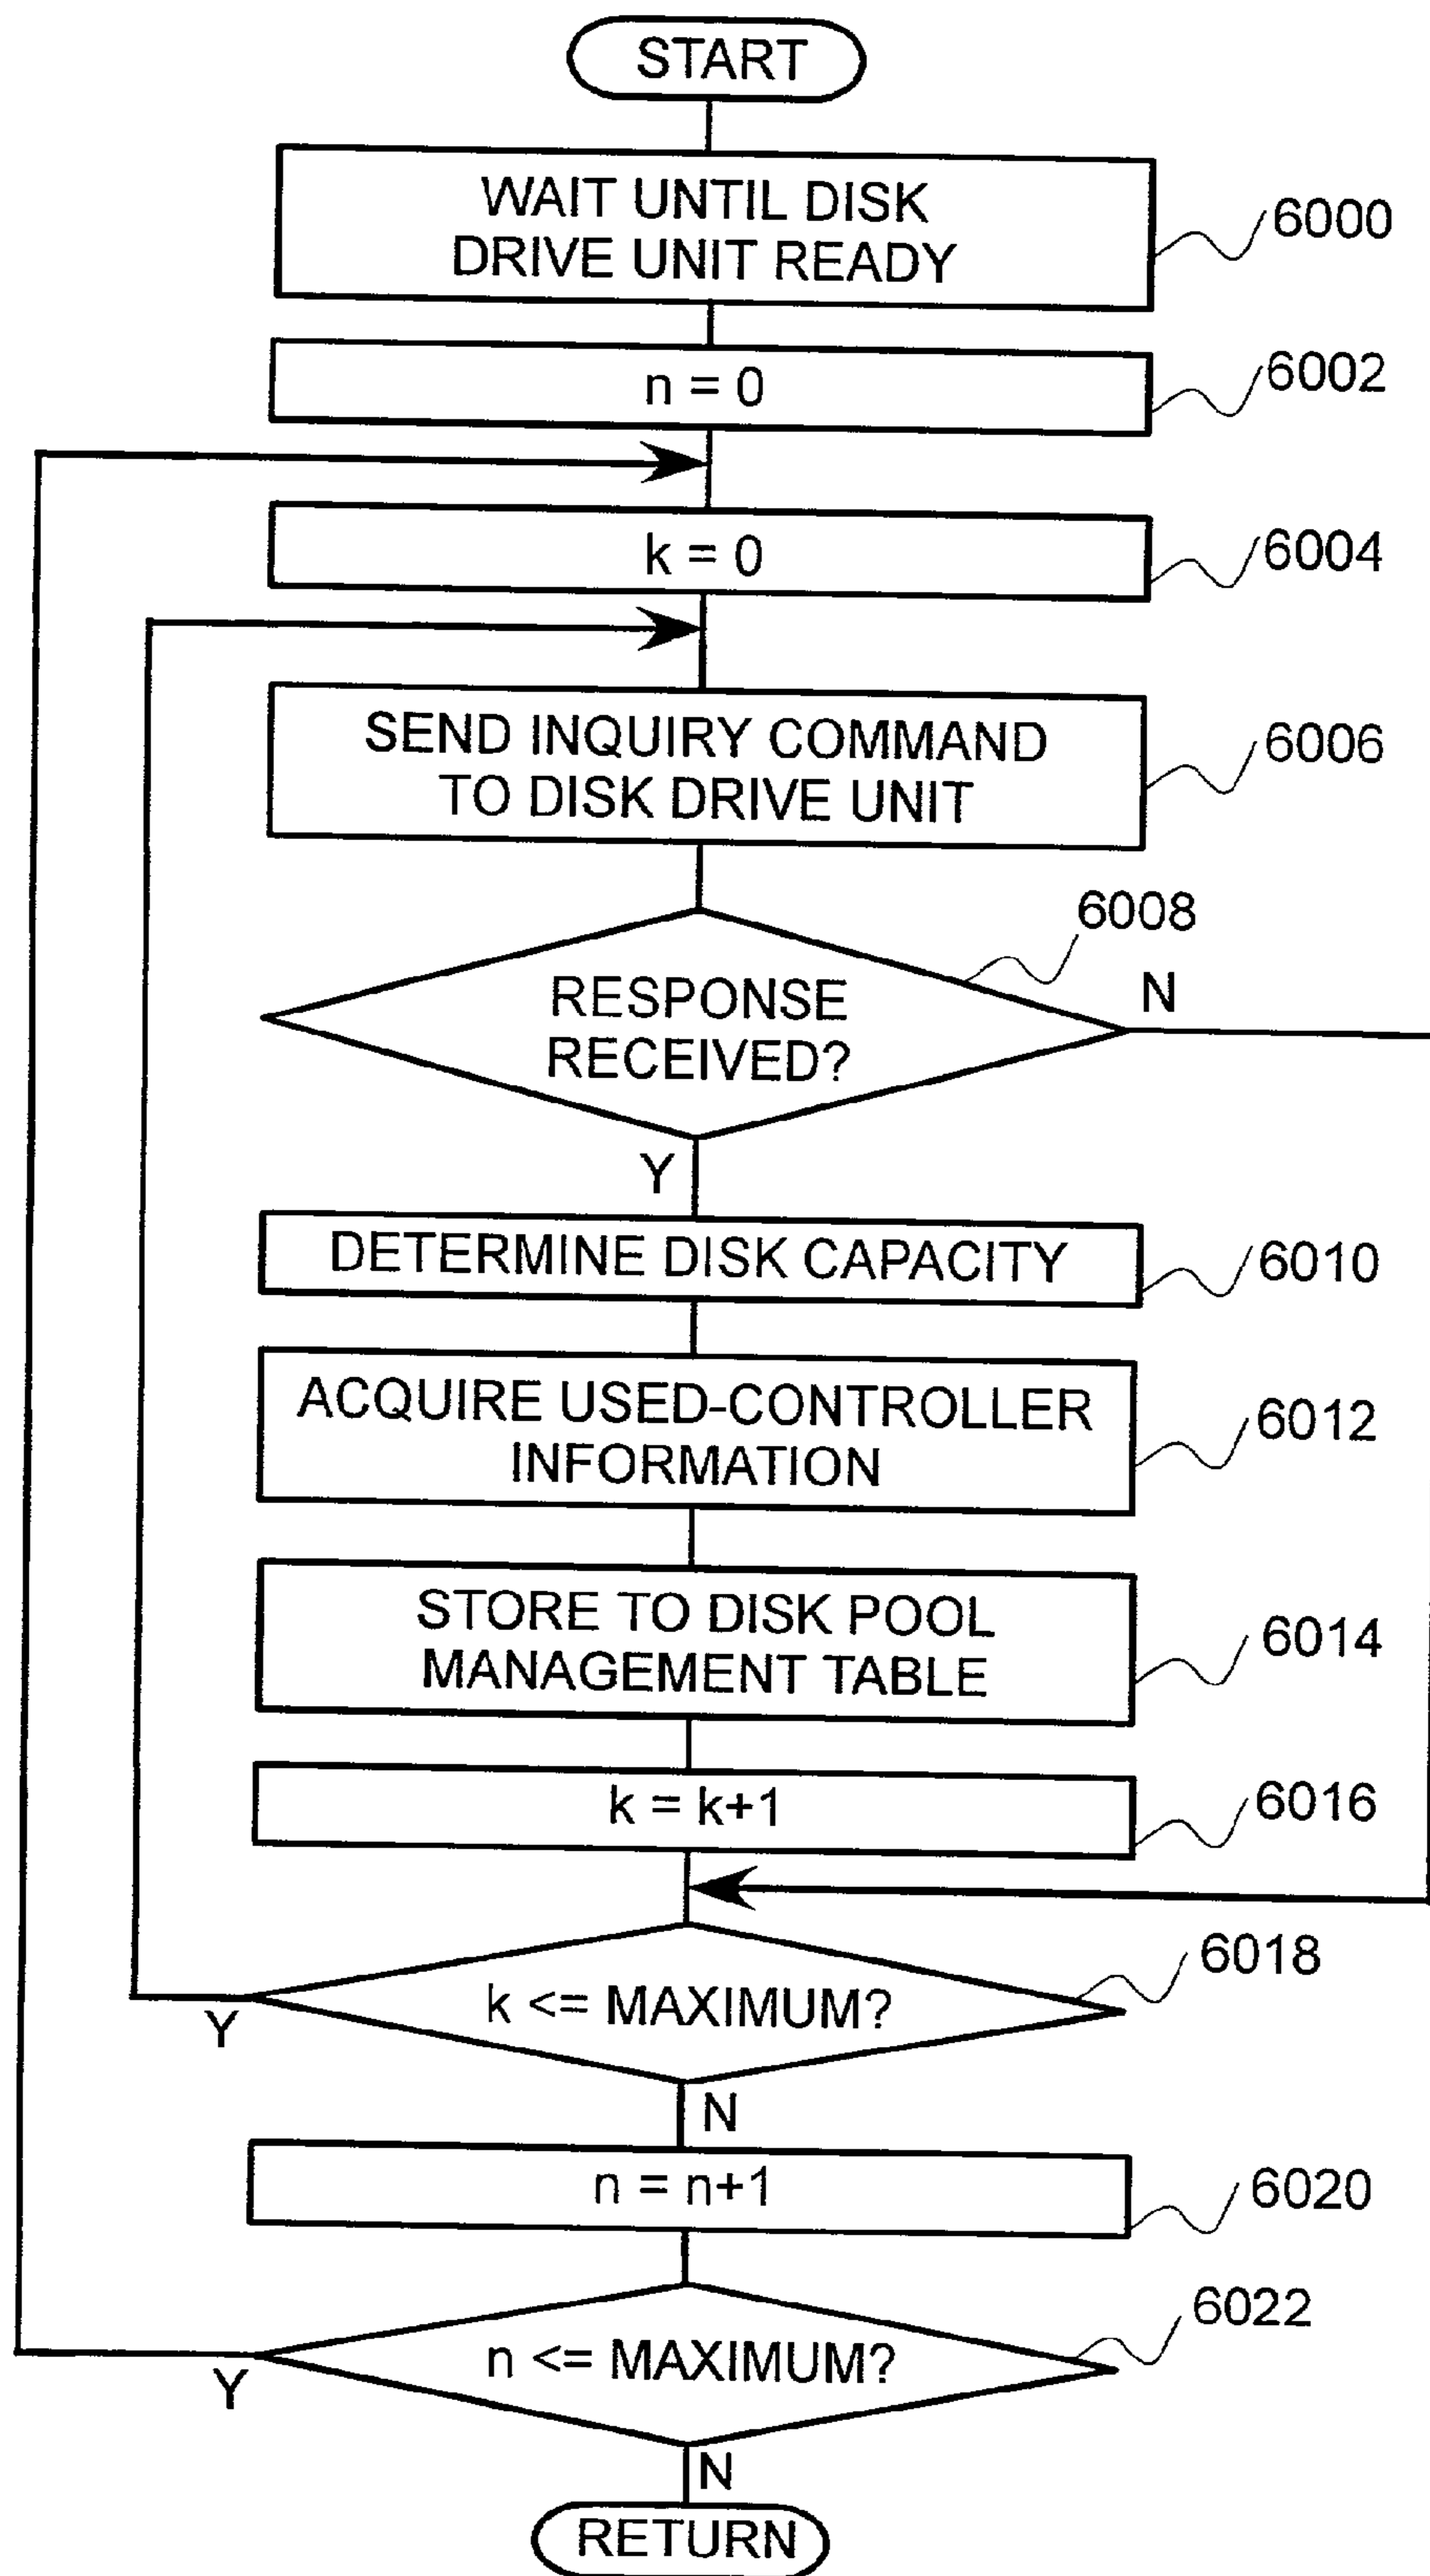 START
WAIT UNTIL DISK
DRIVE UNIT READY
6000
n = 0
6002
k = 0
6004
SEND INQUIRY COMMAND
TO DISK DRIVE UNIT
6006
6008
RESPONSE
RECEIVED?
N
Y
DETERMINE DISK CAPACITY
6010
ACQUIRE USED-CONTROLLER
INFORMATION
6012
STORE TO DISK POOL
MANAGEMENT TABLE
6014
k = k+1
6016
6018
k <= MAXIMUM?
Y
N
n = n+1
6020
6022
n <= MAXIMUM?
Y
N
RETURN